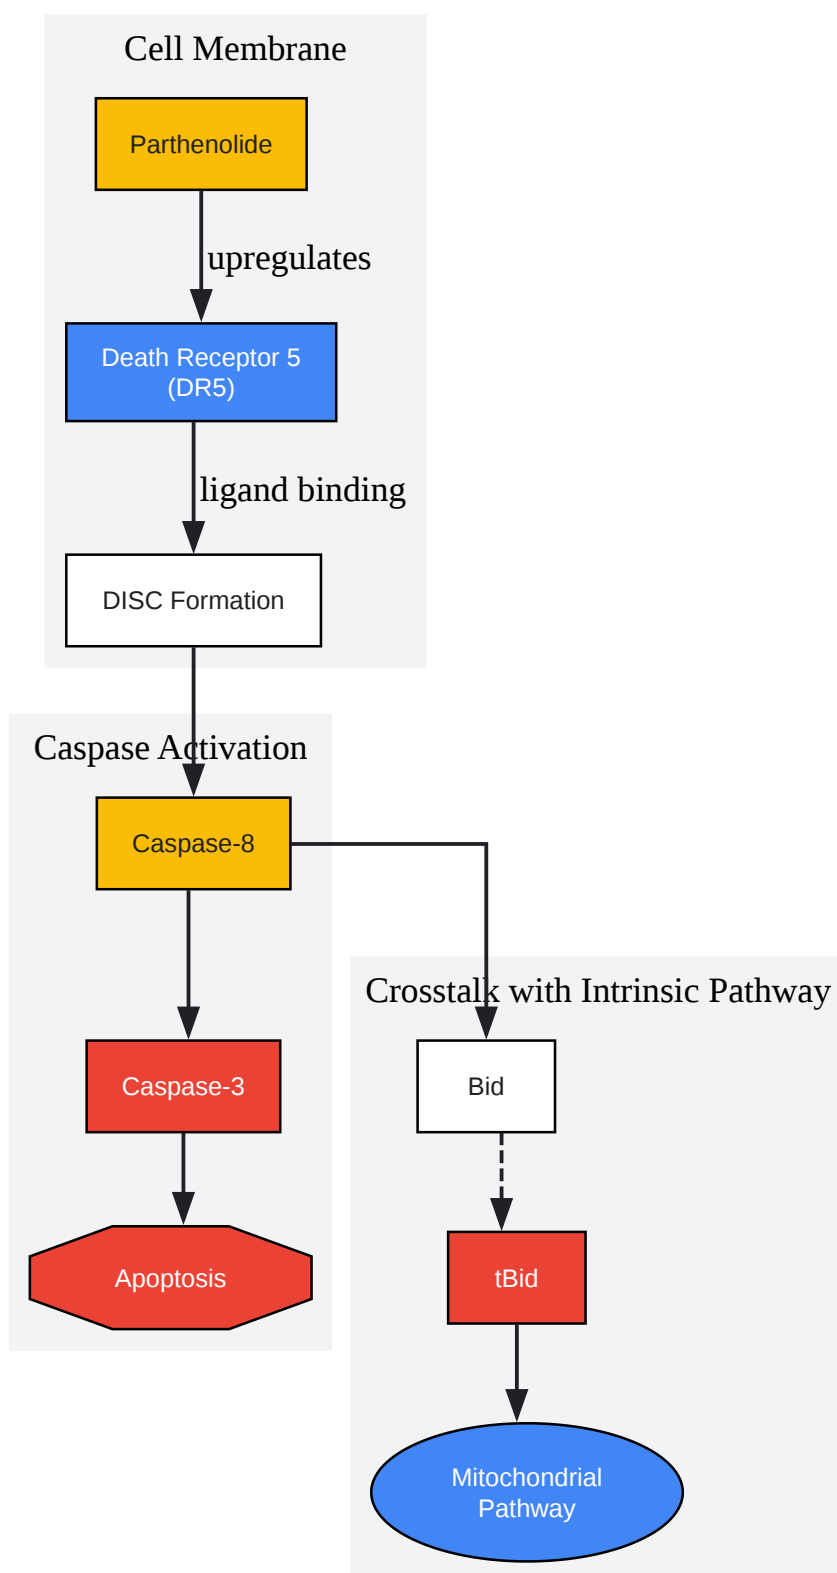 Cell Membrane
Parthenolide
upregulates
Death Receptor 5
(DR5)
ligand binding
DISC Formation
Caspase Activation
Caspase-8
Crosstalk with Intrinsic Pathway
Caspase-3
Bid
Apoptosis
tBid
Mitochondrial
Pathway